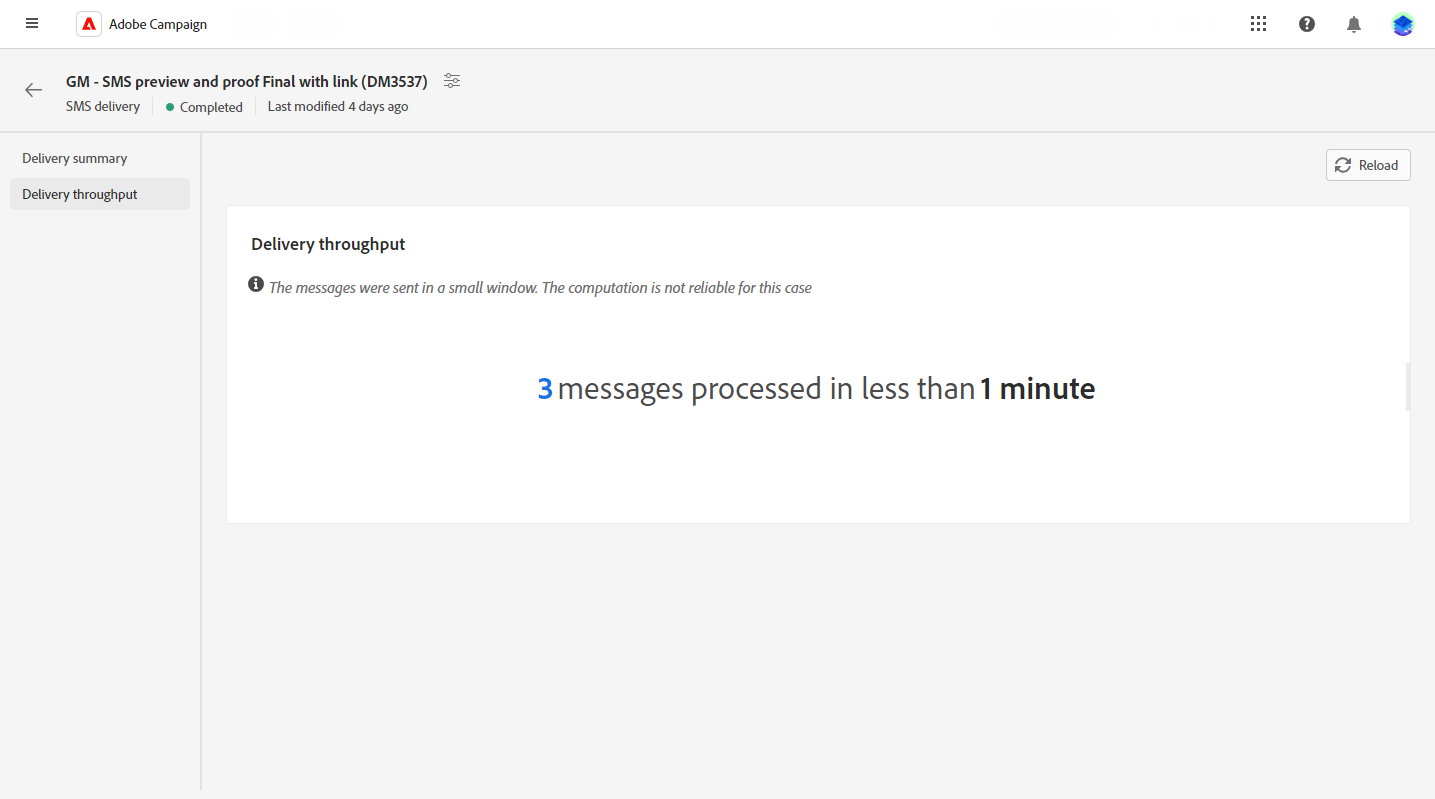 Adobe Campaign
GM - SMS preview and proof Final with link (DM3537)
SMS delivery Completed Last modified 4 days ago
Delivery summary
Delivery throughput
Reload
Delivery throughput
The messages were sent in a small window. The computation is not reliable for this case
3 messages processed in less than 1 minute